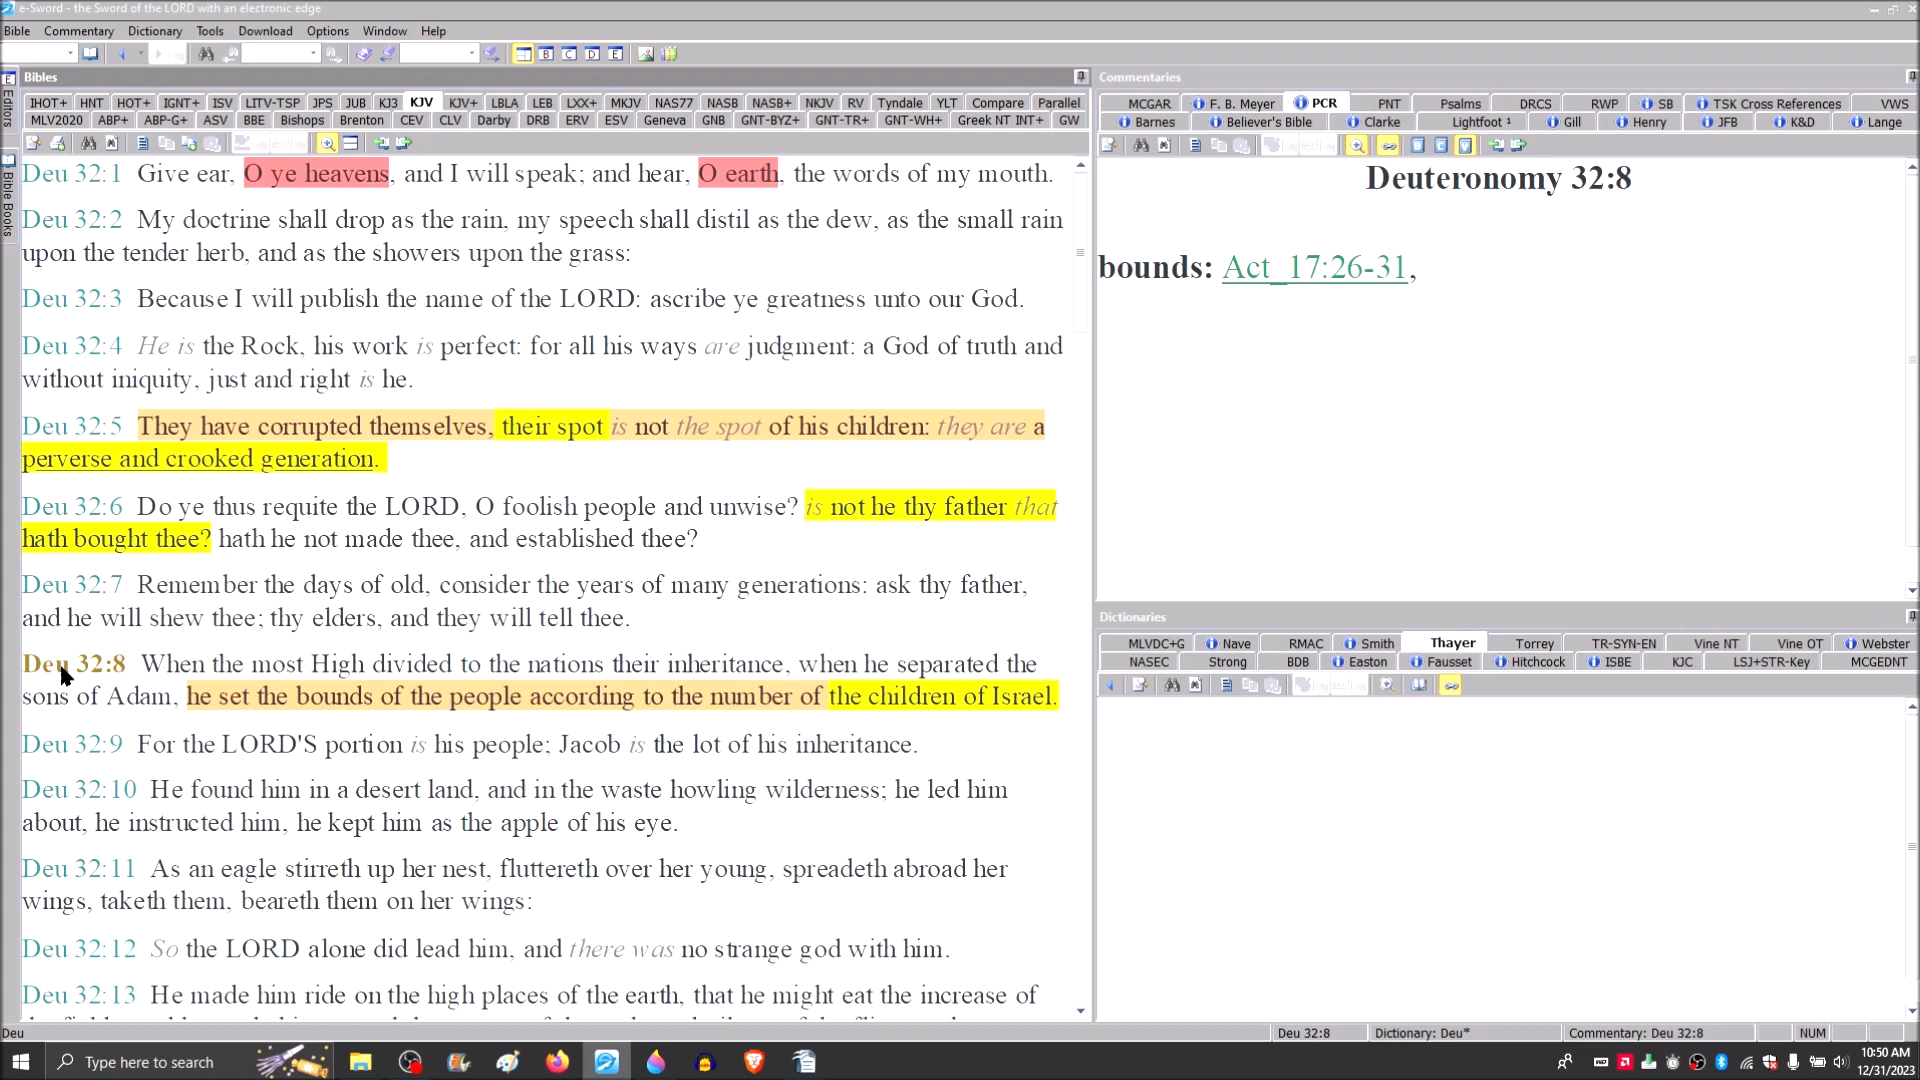 e-Sword - the Sword of the LORD with an electronic edge
Bible Commentary Dictionary Tools Download Options Window Help
Bibles
IHOT+ HNT HOT+ IGNT+ ISV LITV-TSP JPS JUB KJ3 KJV KJV+ LBLA LEB LXX+ MKJV NAS77 NASB NASB+ NKJV RV Tyndale YLT Compare Parallel
MLV2020 ABP+ ABP-G+ ASV BBE Bishops Brenton CEV CLV Darby DRB ERV ESV Geneva GNB GNT-BYZ+ GNT-TR+ GNT-WH+ Greek NT INT+ GW
Editors
Bible Books
Deu 32:1 Give ear, O ye heavens, and I will speak; and hear, O earth, the words of my mouth.
Deu 32:2 My doctrine shall drop as the rain, my speech shall distil as the dew, as the small rain
upon the tender herb, and as the showers upon the grass:
Deu 32:3 Because I will publish the name of the LORD: ascribe ye greatness unto our God.
Deu 32:4 He is the Rock, his work is perfect: for all his ways are judgment: a God of truth and
without iniquity, just and right is he.
Deu 32:5 They have corrupted themselves, their spot is not the spot of his children: they are a
perverse and crooked generation.
Deu 32:6 Do ye thus requite the LORD, O foolish people and unwise? is not he thy father that
hath bought thee? hath he not made thee, and established thee?
Deu 32:7 Remember the days of old, consider the years of many generations: ask thy father,
and he will shew thee; thy elders, and they will tell thee.
Deu 32:8 When the most High divided to the nations their inheritance, when he separated the
sons of Adam, he set the bounds of the people according to the number of the children of Israel.
Deu 32:9 For the LORD'S portion is his people; Jacob is the lot of his inheritance.
Deu 32:10 He found him in a desert land, and in the waste howling wilderness; he led him
about, he instructed him, he kept him as the apple of his eye.
Deu 32:11 As an eagle stirreth up her nest, fluttereth over her young, spreadeth abroad her
wings, taketh them, beareth them on her wings:
Deu 32:12 So the LORD alone did lead him, and there was no strange god with him.
Deu 32:13 He made him ride on the high places of the earth, that he might eat the increase of
Commentaries
MCGAR F. B. Meyer PCR PNT Psalms DRCS RWP SB TSK Cross References VWS
Barnes Believer's Bible Clarke Lightfoot ¹ Gill Henry JFB K&D Lange
Deuteronomy 32:8
bounds: Act_17:26-31,
Dictionaries
MLVDC+G Nave RMAC Smith Thayer Torrey TR-SYN-EN Vine NT Vine OT Webster
NASEC Strong BDB Easton Fausset Hitchcock ISBE KJC LSJ+STR-Key MCGEDNT
Deu Deu 32:8 Dictionary: Deu* Commentary: Deu 32:8 NUM
Type here to search
10:50 AM
12/31/2023